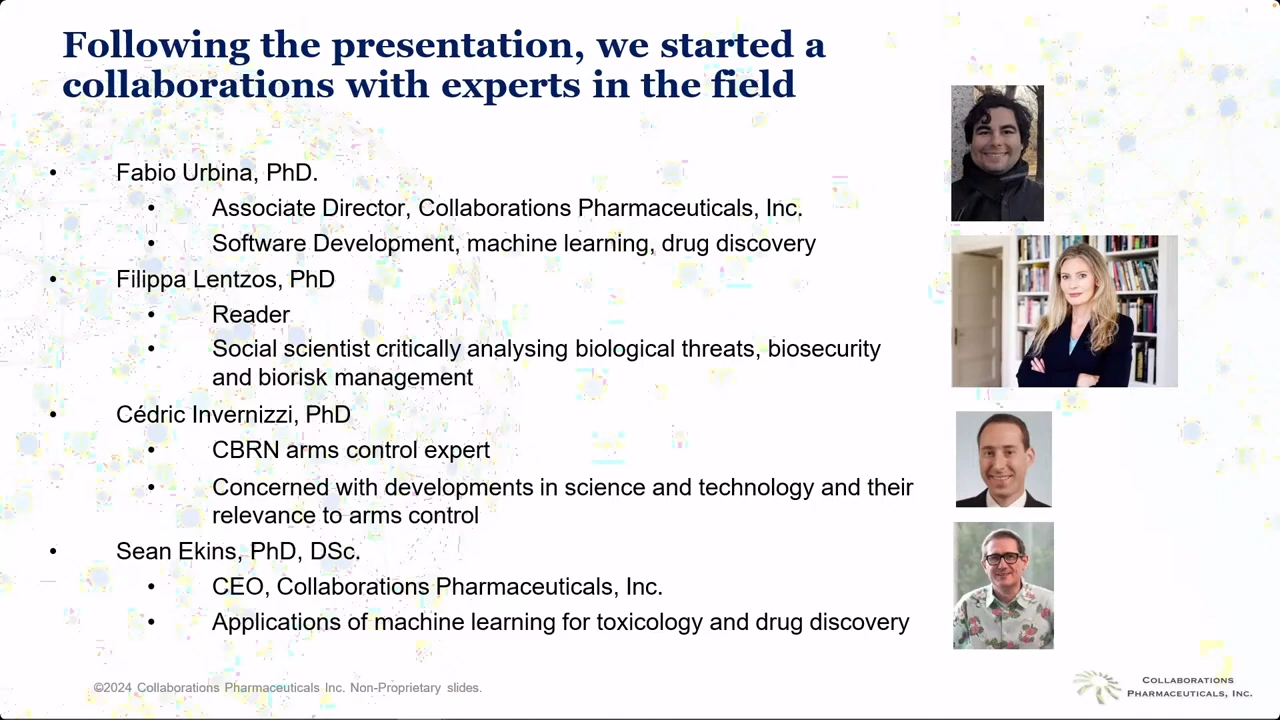 Following the presentation, we started a
collaborations with experts in the field
• Fabio Urbina, PhD.
• Associate Director, Collaborations Pharmaceuticals, Inc.
• Software Development, machine learning, drug discovery
• Filippa Lentzos, PhD
• Reader
• Social scientist critically analysing biological threats, biosecurity
and biorisk management
• Cédric Invernizzi, PhD
• CBRN arms control expert
• Concerned with developments in science and technology and their
relevance to arms control
• Sean Ekins, PhD, DSc.
• CEO, Collaborations Pharmaceuticals, Inc.
• Applications of machine learning for toxicology and drug discovery
©2024 Collaborations Pharmaceuticals Inc. Non-Proprietary slides.
COLLABORATIONS
PHARMACEUTICALS, INC.